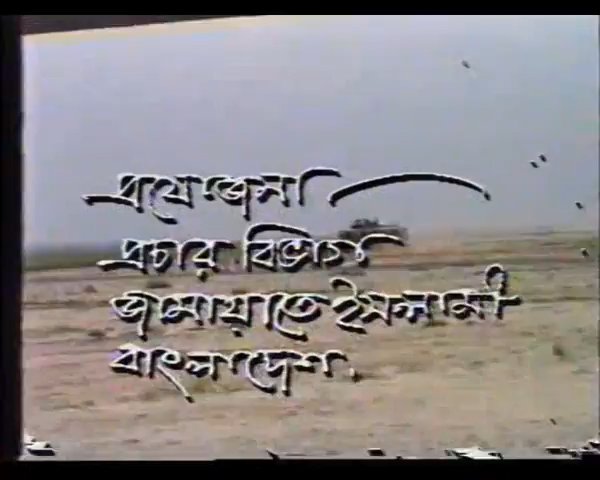 প্রযোজনা
প্রচার বিভাগ
জামায়াতে ইসলামী
বাংলাদেশ.